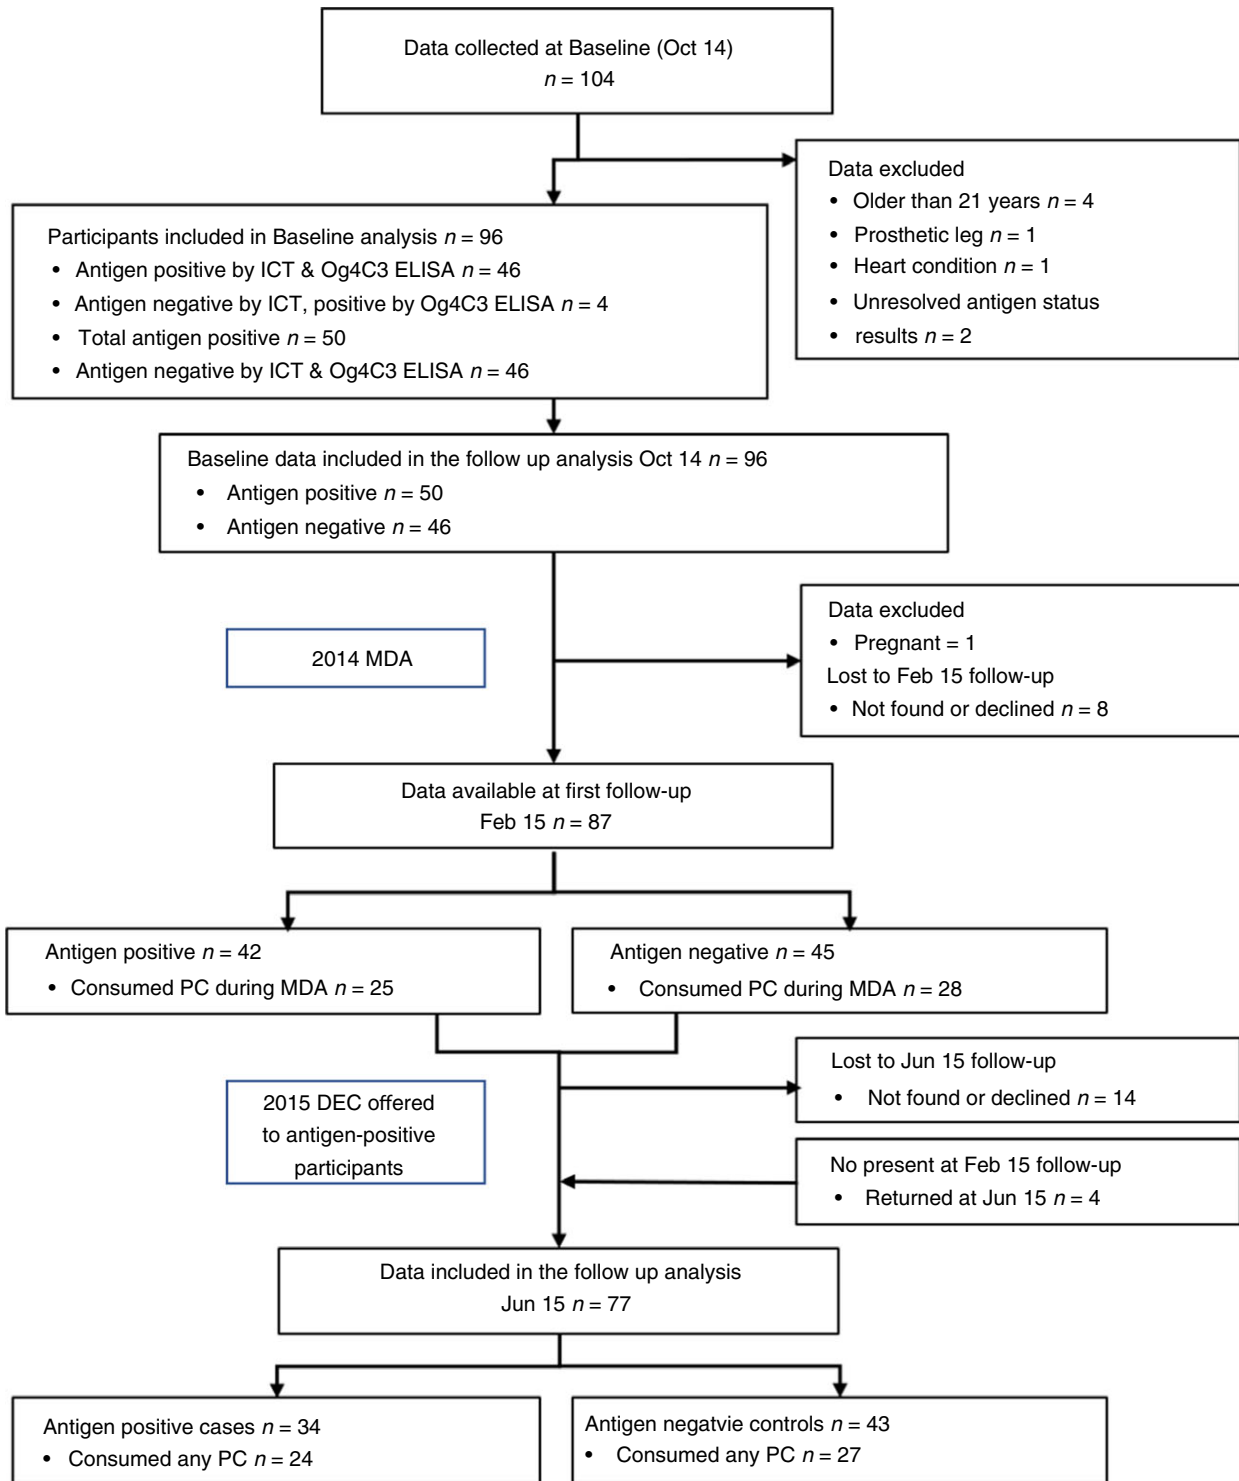 Data collected at Baseline (Oct 14)
n = 104
Data excluded
• Older than 21 years n = 4
• Prosthetic leg n = 1
• Heart condition n = 1
• Unresolved antigen status
• results n = 2
Participants included in Baseline analysis n = 96
• Antigen positive by ICT & Og4C3 ELISA n = 46
• Antigen negative by ICT, positive by Og4C3 ELISA n = 4
• Total antigen positive n = 50
• Antigen negative by ICT & Og4C3 ELISA n = 46
Baseline data included in the follow up analysis Oct 14 n = 96
• Antigen positive n = 50
• Antigen negative n = 46
2014 MDA
Data excluded
• Pregnant = 1
Lost to Feb 15 follow-up
• Not found or declined n = 8
Data available at first follow-up
Feb 15 n = 87
Antigen positive n = 42
• Consumed PC during MDA n = 25
Antigen negative n = 45
• Consumed PC during MDA n = 28
Lost to Jun 15 follow-up
• Not found or declined n = 14
2015 DEC offered
to antigen-positive
participants
No present at Feb 15 follow-up
• Returned at Jun 15 n = 4
Data included in the follow up analysis
Jun 15 n = 77
Antigen positive cases n = 34
• Consumed any PC n = 24
Antigen negatvie controls n = 43
• Consumed any PC n = 27